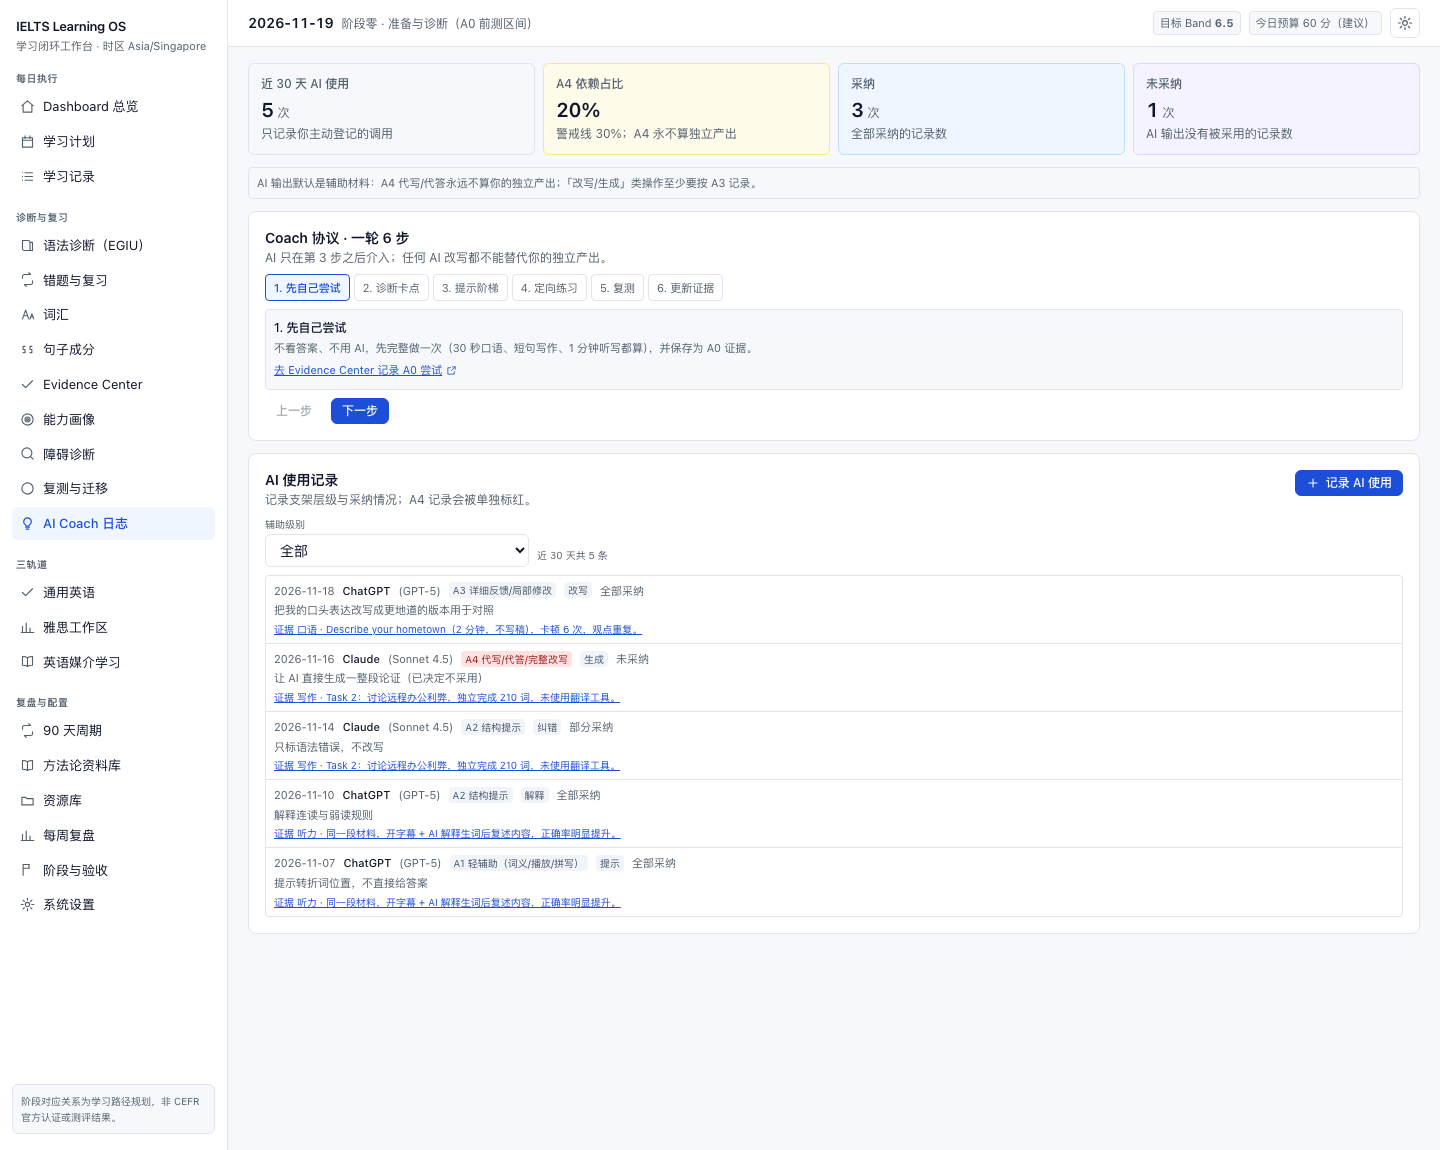 IELTS Learning OS
学习闭环工作台 · 时区 Asia/Singapore
每日执行
Dashboard 总览
学习计划
学习记录
诊断与复习
语法诊断（EGIU）
错题与复习
词汇
句子成分
Evidence Center
能力画像
障碍诊断
复测与迁移
AI Coach 日志
三轨道
通用英语
雅思工作区
英语媒介学习
复盘与配置
90 天周期
方法论资料库
资源库
每周复盘
阶段与验收
系统设置
阶段对应关系为学习路径规划，非 CEFR
官方认证或测评结果。
2026-11-19 阶段零 · 准备与诊断（A0 前测区间）
目标 Band 6.5
今日预算 60 分（建议）
近 30 天 AI 使用
5 次
只记录你主动登记的调用
A4 依赖占比
20%
警戒线 30%；A4 永不算独立产出
采纳
3 次
全部采纳的记录数
未采纳
1 次
AI 输出没有被采用的记录数
AI 输出默认是辅助材料：A4 代写/代答永远不算你的独立产出；「改写/生成」类操作至少要按 A3 记录。
Coach 协议 · 一轮 6 步
AI 只在第 3 步之后介入；任何 AI 改写都不能替代你的独立产出。
1. 先自己尝试 2. 诊断卡点 3. 提示阶梯 4. 定向练习 5. 复测 6. 更新证据
1. 先自己尝试
不看答案、不用 AI，先完整做一次（30 秒口语、短句写作、1 分钟听写都算），并保存为 A0 证据。
去 Evidence Center 记录 A0 尝试
上一步 下一步
AI 使用记录
记录支架层级与采纳情况；A4 记录会被单独标红。
+ 记录 AI 使用
辅助级别
全部 近 30 天共 5 条
2026-11-18 ChatGPT (GPT-5) A3 详细反馈/局部修改 改写 全部采纳
把我的口头表达改写成更地道的版本用于对照
证据 口语 · Describe your hometown（2 分钟，不写稿），卡顿 6 次，观点重复。
2026-11-16 Claude (Sonnet 4.5) A4 代写/代答/完整改写 生成 未采纳
让 AI 直接生成一整段论证（已决定不采用）
证据 写作 · Task 2：讨论远程办公利弊，独立完成 210 词，未使用翻译工具。
2026-11-14 Claude (Sonnet 4.5) A2 结构提示 纠错 部分采纳
只标语法错误，不改写
证据 写作 · Task 2：讨论远程办公利弊，独立完成 210 词，未使用翻译工具。
2026-11-10 ChatGPT (GPT-5) A2 结构提示 解释 全部采纳
解释连读与弱读规则
证据 听力 · 同一段材料，开字幕 + AI 解释生词后复述内容，正确率明显提升。
2026-11-07 ChatGPT (GPT-5) A1 轻辅助（词义/播放/拼写） 提示 全部采纳
提示转折词位置，不直接给答案
证据 听力 · 同一段材料，开字幕 + AI 解释生词后复述内容，正确率明显提升。